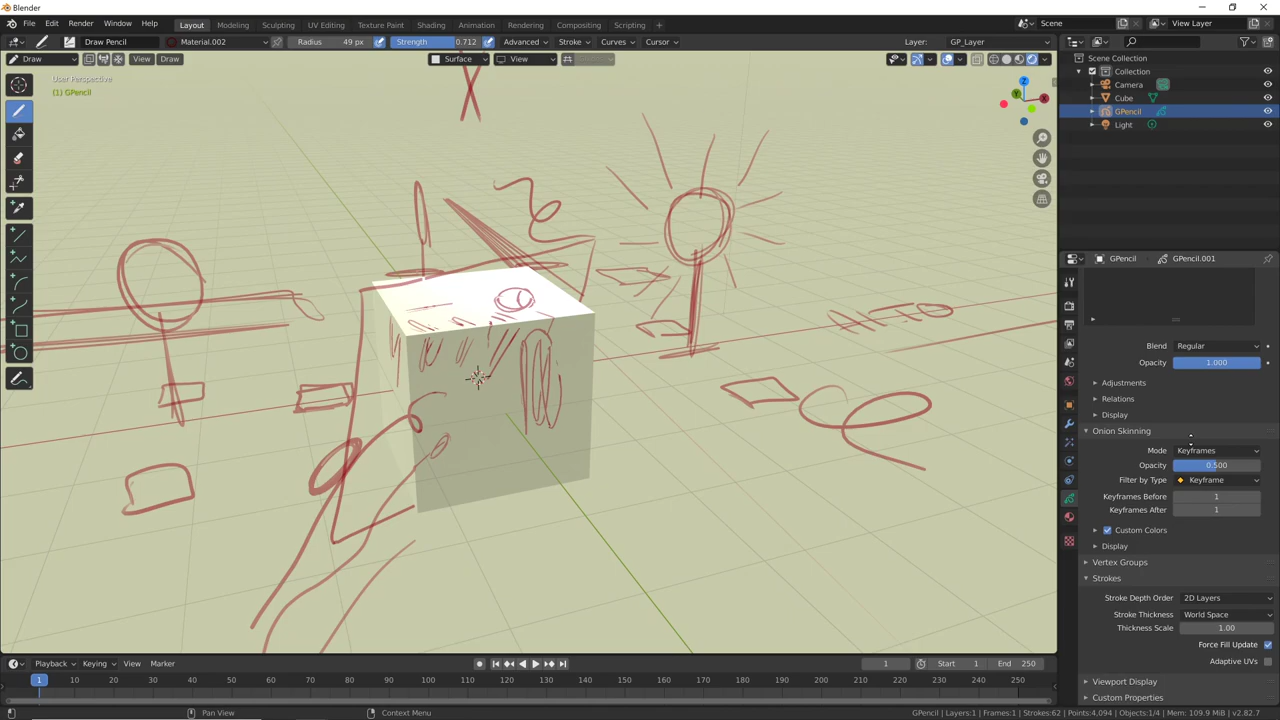 Blender
File Edit Render Window Help Layout Modeling Sculpting UV Editing Texture Paint Shading Animation Rendering Compositing Scripting + Scene View Layer
Draw Pencil Material.002 Radius 49 px Strength 0.712 Advanced Stroke Curves Cursor Layer: GP_Layer
Draw View Draw Surface View
User Perspective
(1) GPencil
Z
Y
X
Scene Collection
Collection
Camera
Cube
GPencil
Light
GPencil GPencil.001
Blend Regular
Opacity 1.000
Adjustments
Relations
Display
Onion Skinning
Mode Keyframes
Opacity 0.500
Filter by Type Keyframe
Keyframes Before 1
Keyframes After 1
Custom Colors
Display
Vertex Groups
Strokes
Stroke Depth Order 2D Layers
Stroke Thickness World Space
Thickness Scale 1.00
Force Fill Update
Adaptive UVs
Viewport Display
Custom Properties
Playback Keying View Marker 1 Start 1 End 250
1 10 20 30 40 50 60 70 80 90 100 110 120 130 140 150 160 170 180 190 200 210 220 230 240 250
Pan View Context Menu GPencil | Layers:1 | Frames:1 | Strokes:62 | Points:4,094 | Objects:1/4 | Mem: 109.9 MiB | v2.82.7